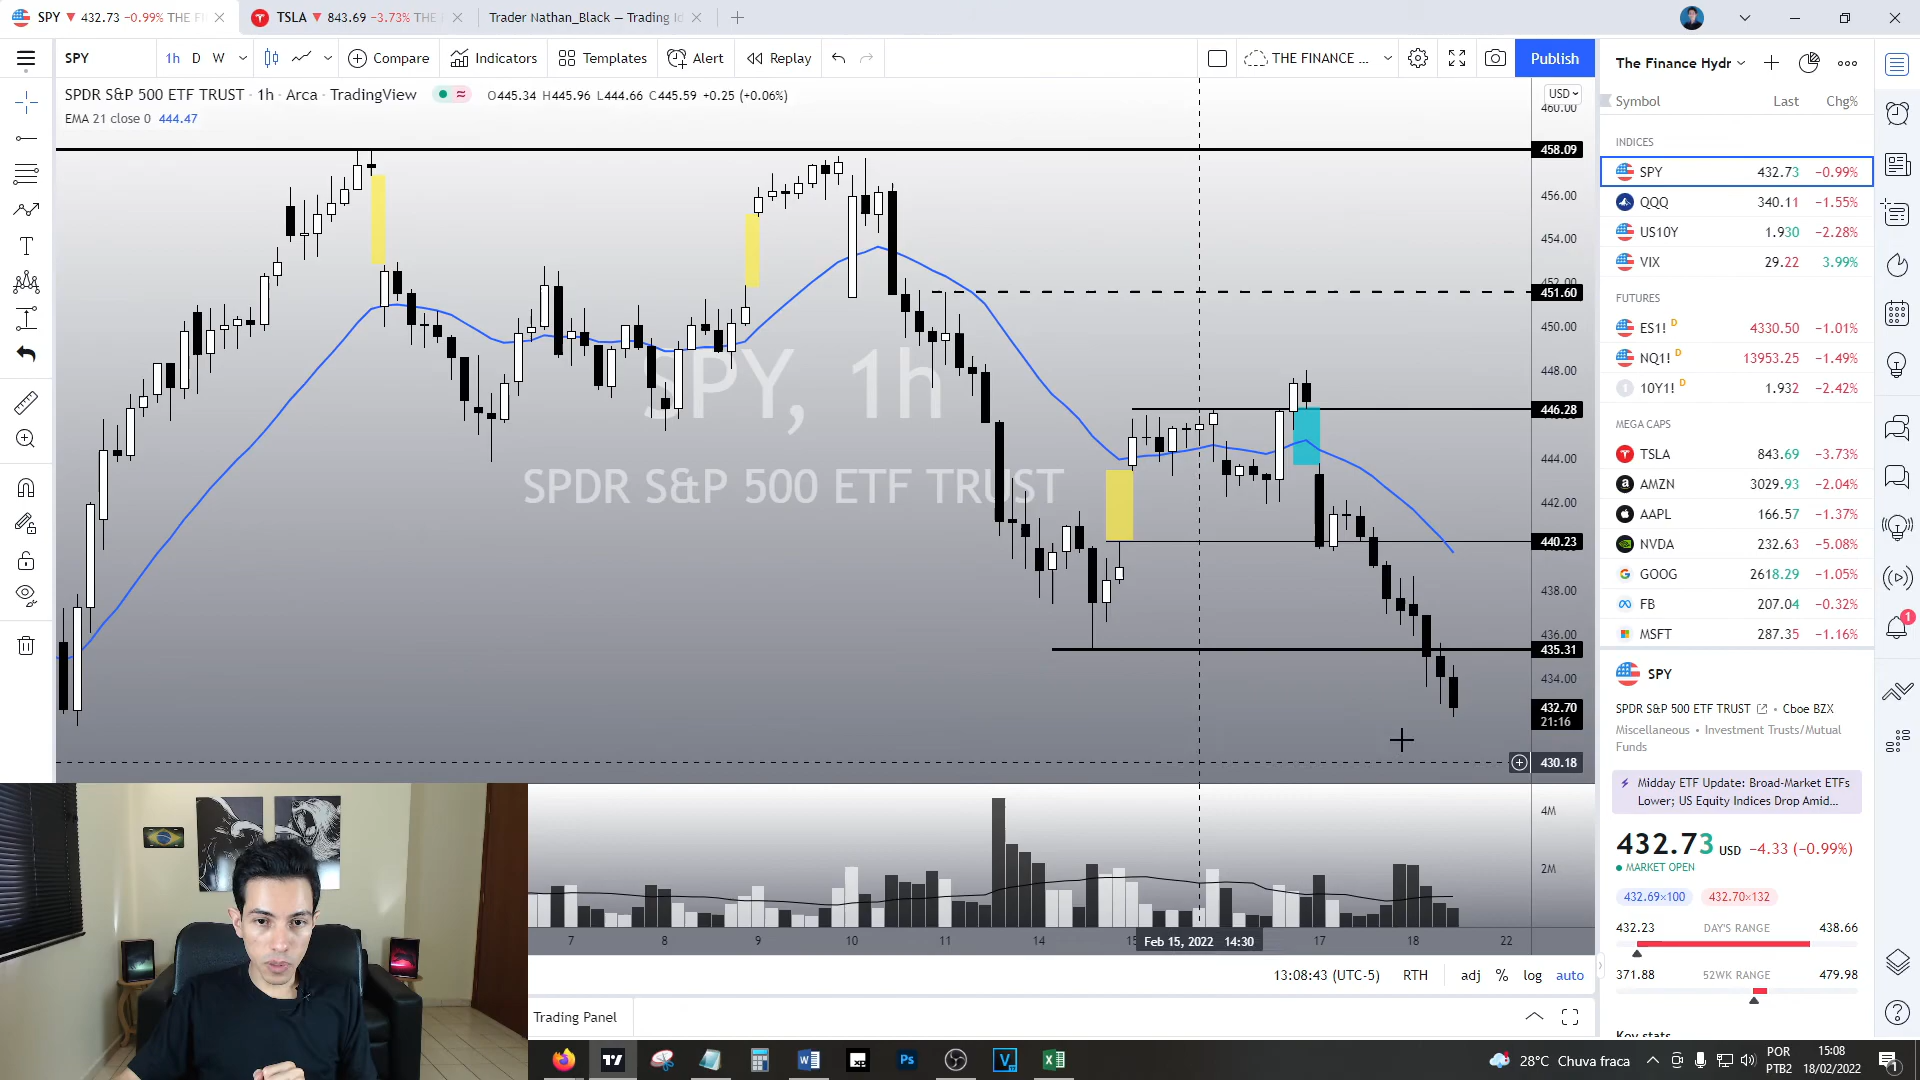 SPY ▼ 432.73 −0.99% THE FI
TSLA ▼ 843.69 −3.73% THE
Trader Nathan_Black — Trading Id
SPY
1h D W
Compare
Indicators
Templates
Alert
Replay
THE FINANCE ...
Publish
SPDR S&P 500 ETF TRUST · 1h · Arca · TradingView
O445.34 H445.96 L444.66 C445.59 +0.25 (+0.06%)
EMA 21 close 0 444.47
SPY, 1h
SPDR S&P 500 ETF TRUST
USD
460.00
458.09
456.00
454.00
452.00
451.60
450.00
448.00
446.28
444.00
442.00
440.23
438.00
436.00
435.31
434.00
432.70
21:16
430.18
4M
2M
7 8 9 10 11 14 15 Feb 15, 2022 14:30 17 18 22
13:08:43 (UTC-5) RTH adj % log auto
Trading Panel
The Finance Hydr
Symbol Last Chg%
INDICES
SPY 432.73 −0.99%
QQQ 340.11 −1.55%
US10Y 1.930 −2.28%
VIX 29.22 3.99%
FUTURES
ES1! D 4330.50 −1.01%
NQ1! D 13953.25 −1.49%
10Y1! D 1.932 −2.42%
MEGA CAPS
TSLA 843.69 −3.73%
AMZN 3029.93 −2.04%
AAPL 166.57 −1.37%
NVDA 232.63 −5.08%
GOOG 2618.29 −1.05%
FB 207.04 −0.32%
MSFT 287.35 −1.16%
SPY
SPDR S&P 500 ETF TRUST • Cboe BZX
Miscellaneous • Investment Trusts/Mutual
Funds
Midday ETF Update: Broad-Market ETFs
Lower; US Equity Indices Drop Amid...
432.73 USD −4.33 (−0.99%)
MARKET OPEN
432.69×100 432.70×132
432.23 DAY'S RANGE 438.66
371.88 52WK RANGE 479.98
Key stats
1
28°C Chuva fraca
POR
PTB2
15:08
18/02/2022
1